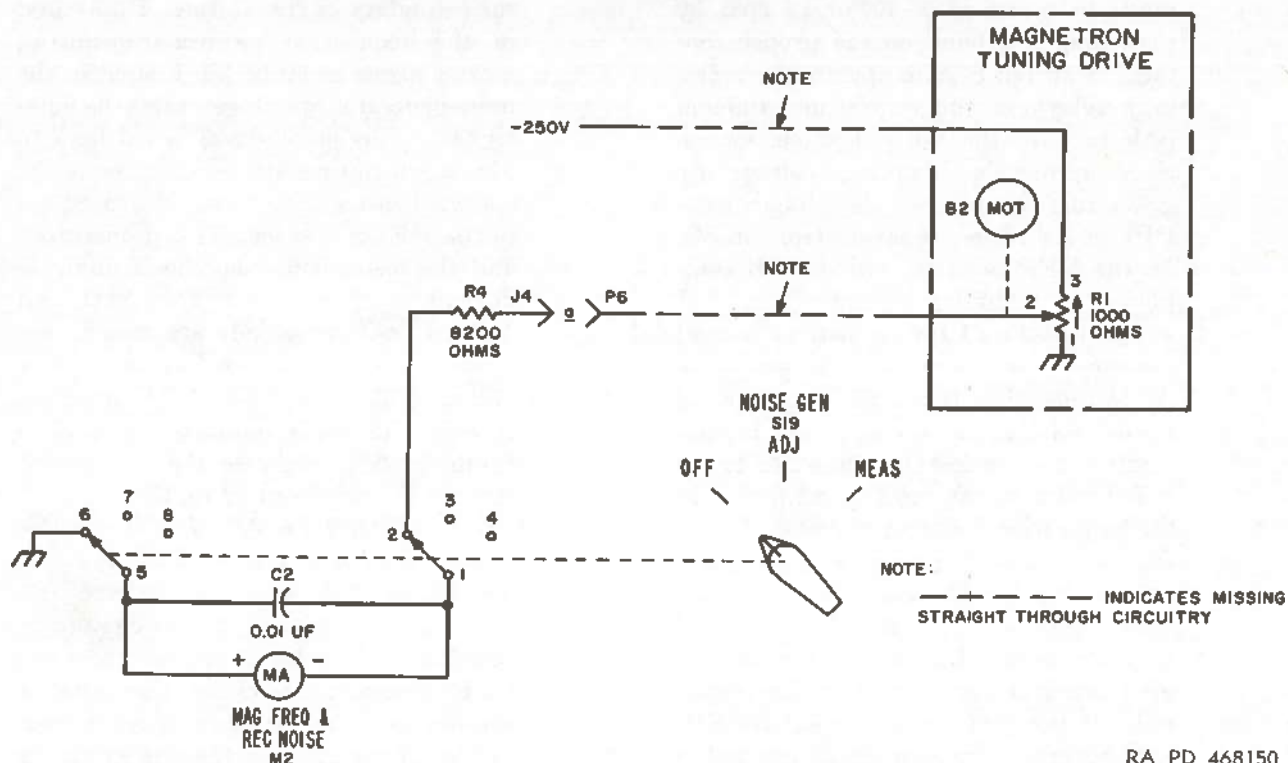 MAGNETRON
TUNING DRIVE
NOTE
-250V
B2
MOT
NOTE
3
2
R1
1000
OHMS
1
R4
J4
a
P6
8200
OHMS
NOISE GEN
S19
ADJ
OFF
MEAS
6
7
8
2
3
4
5
1
C2
0.01 UF
+
MA
-
MAG FREQ &
REC NOISE
M2
NOTE:
INDICATES MISSING
STRAIGHT THROUGH CIRCUITRY
RA PD 468150